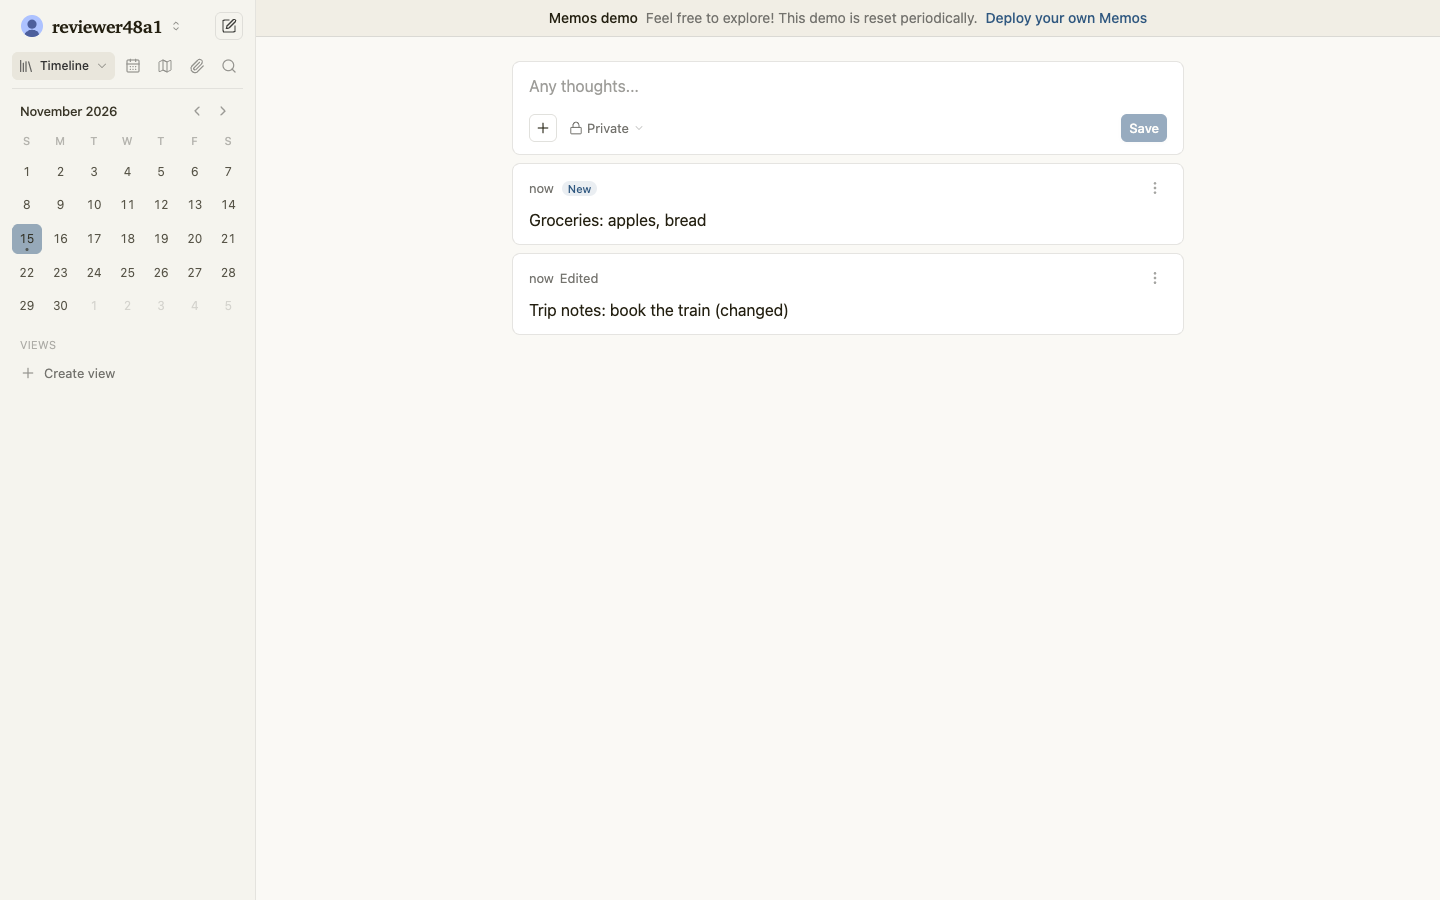 reviewer48a1
Timeline
November 2026
S M T W T F S
1 2 3 4 5 6 7
8 9 10 11 12 13 14
15 16 17 18 19 20 21
22 23 24 25 26 27 28
29 30 1 2 3 4 5
VIEWS
Create view
Memos demo Feel free to explore! This demo is reset periodically. Deploy your own Memos
Any thoughts...
Private
Save
now New
Groceries: apples, bread
now Edited
Trip notes: book the train (changed)